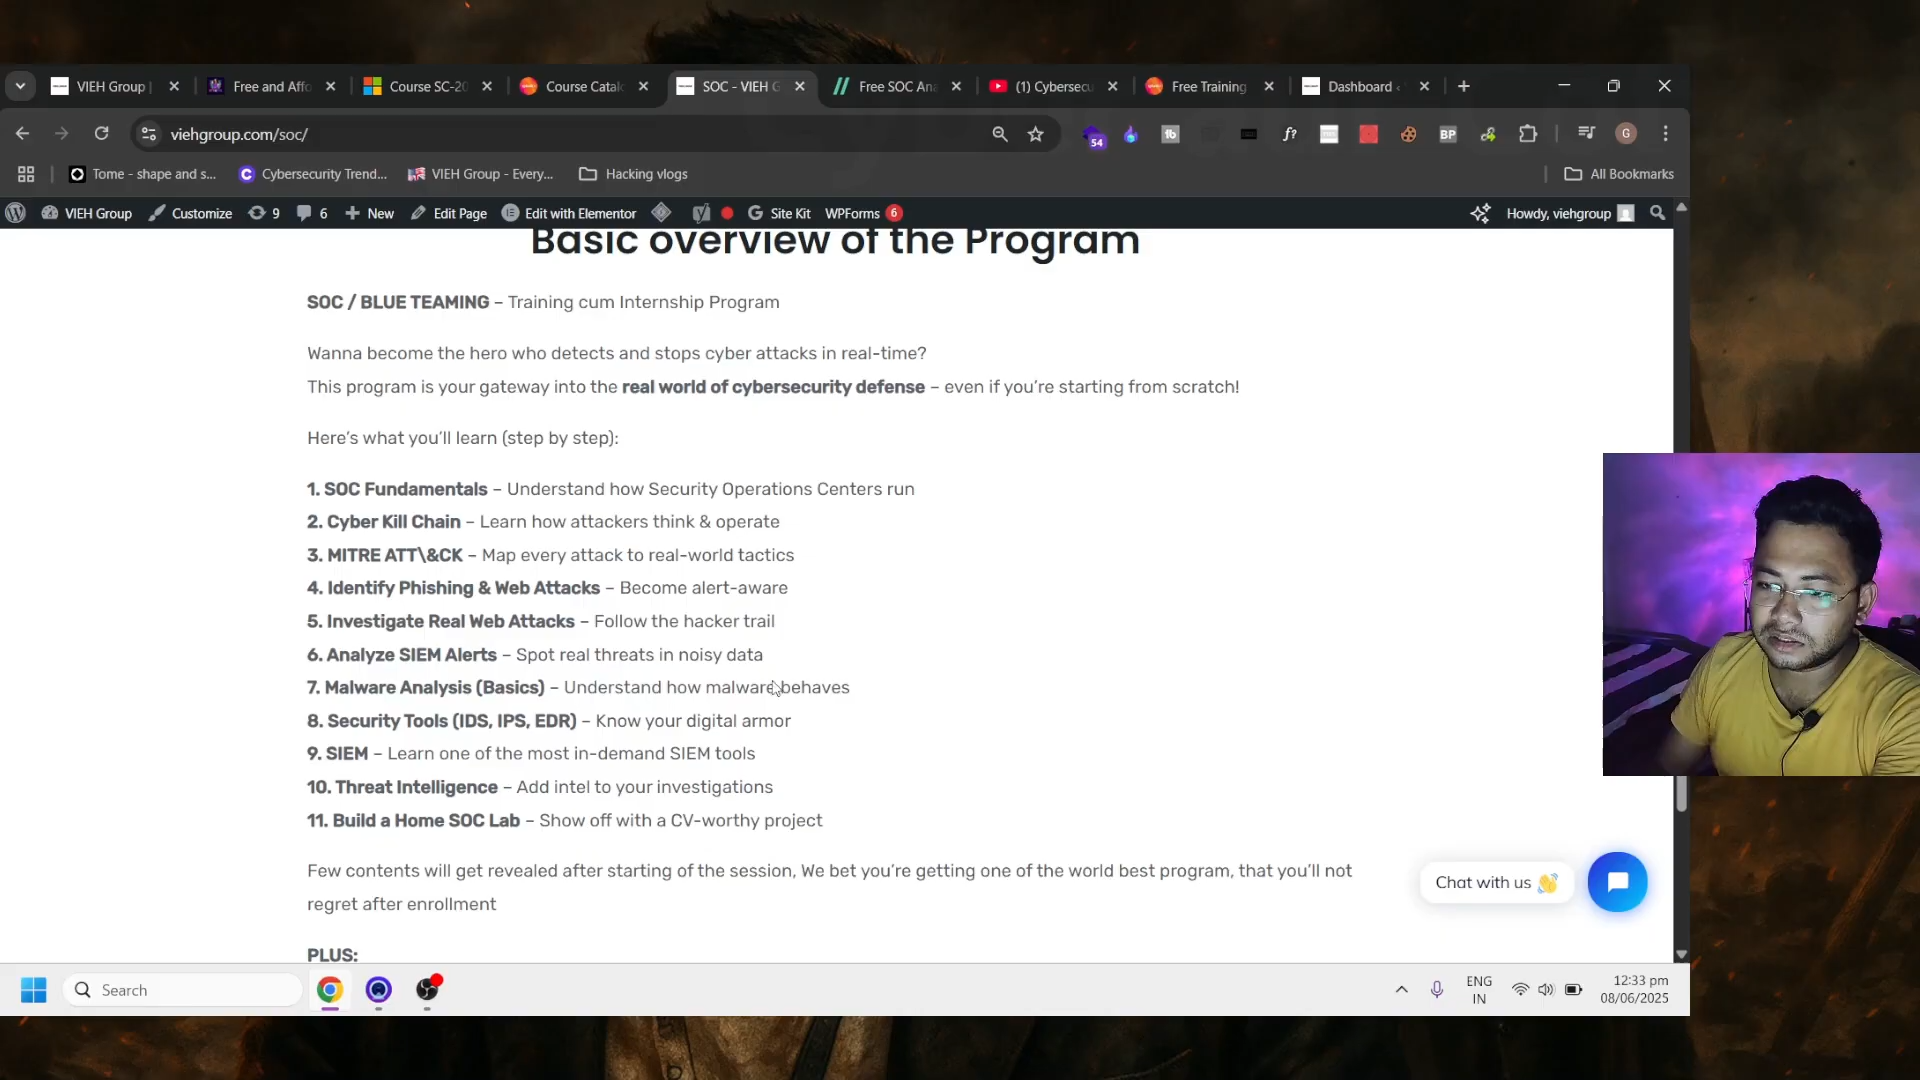 VIEH Group |
Free and Affo
Course SC-20
Course Catal
SOC - VIEH G
Free SOC Ana
(1) Cybersecu
Free Training
Dashboard ‹
viehgroup.com/soc/
54
fb
f?
BP
G
Tome - shape and s...
Cybersecurity Trend...
VIEH Group - Every...
Hacking vlogs
All Bookmarks
VIEH Group
Customize
9
6
New
Edit Page
Edit with Elementor
Site Kit
WPForms 6
Howdy, viehgroup
Basic overview of the Program
SOC / BLUE TEAMING – Training cum Internship Program
Wanna become the hero who detects and stops cyber attacks in real-time?
This program is your gateway into the real world of cybersecurity defense – even if you’re starting from scratch!
Here’s what you’ll learn (step by step):
1. SOC Fundamentals – Understand how Security Operations Centers run
2. Cyber Kill Chain – Learn how attackers think & operate
3. MITRE ATT\&CK – Map every attack to real-world tactics
4. Identify Phishing & Web Attacks – Become alert-aware
5. Investigate Real Web Attacks – Follow the hacker trail
6. Analyze SIEM Alerts – Spot real threats in noisy data
7. Malware Analysis (Basics) – Understand how malware behaves
8. Security Tools (IDS, IPS, EDR) – Know your digital armor
9. SIEM – Learn one of the most in-demand SIEM tools
10. Threat Intelligence – Add intel to your investigations
11. Build a Home SOC Lab – Show off with a CV-worthy project
Few contents will get revealed after starting of the session, We bet you’re getting one of the world best program, that you’ll not
regret after enrollment
PLUS:
Chat with us
Search
ENG
IN
12:33 pm
08/06/2025